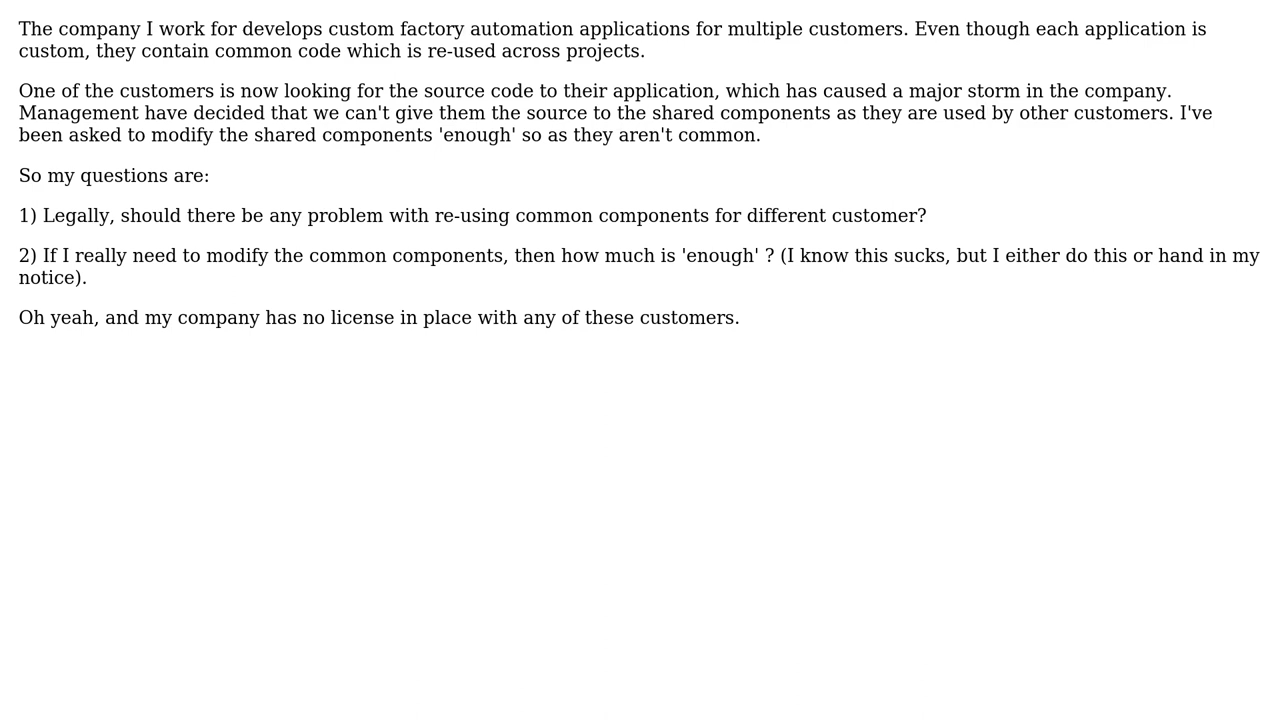 The company I work for develops custom factory automation applications for multiple customers. Even though each application is
custom, they contain common code which is re-used across projects.
One of the customers is now looking for the source code to their application, which has caused a major storm in the company.
Management have decided that we can't give them the source to the shared components as they are used by other customers. I've
been asked to modify the shared components 'enough' so as they aren't common.
So my questions are:
1) Legally, should there be any problem with re-using common components for different customer?
2) If I really need to modify the common components, then how much is 'enough' ? (I know this sucks, but I either do this or hand in my
notice).
Oh yeah, and my company has no license in place with any of these customers.